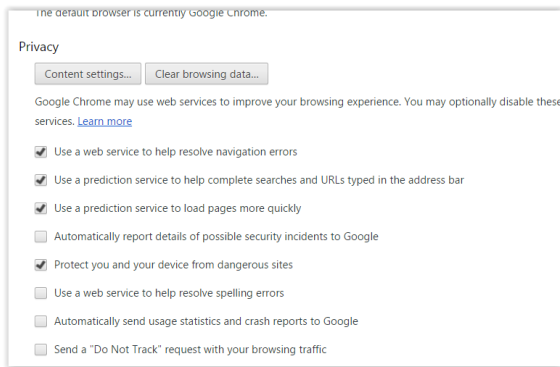 The default browser is currently Google Chrome.
Privacy
Content settings... Clear browsing data...
Google Chrome may use web services to improve your browsing experience. You may optionally disable these
services. Learn more
Use a web service to help resolve navigation errors
Use a prediction service to help complete searches and URLs typed in the address bar
Use a prediction service to load pages more quickly
Automatically report details of possible security incidents to Google
Protect you and your device from dangerous sites
Use a web service to help resolve spelling errors
Automatically send usage statistics and crash reports to Google
Send a "Do Not Track" request with your browsing traffic